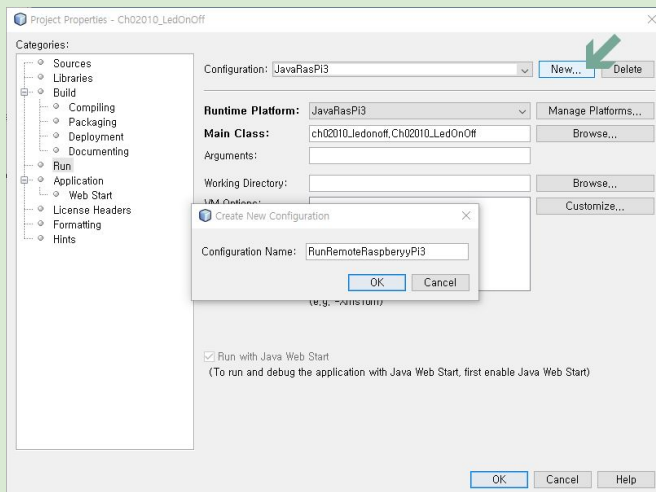 Project Properties - Ch02010_LedOnOff
Categories:
Sources
Libraries
Build
Compiling
Packaging
Deployment
Documenting
Run
Application
Web Start
License Headers
Formatting
Hints
Configuration: JavaRasPi3 New... Delete
Runtime Platform: JavaRasPi3 Manage Platforms...
Main Class: ch02010_ledonoff.Ch02010_LedOnOff Browse...
Arguments:
Working Directory: Browse...
VM Options: Customize...
Create New Configuration
Configuration Name: RunRemoteRaspberyyPi3
OK Cancel
(e.g. -Xms10m)
Run with Java Web Start
(To run and debug the application with Java Web Start, first enable Java Web Start)
OK Cancel Help